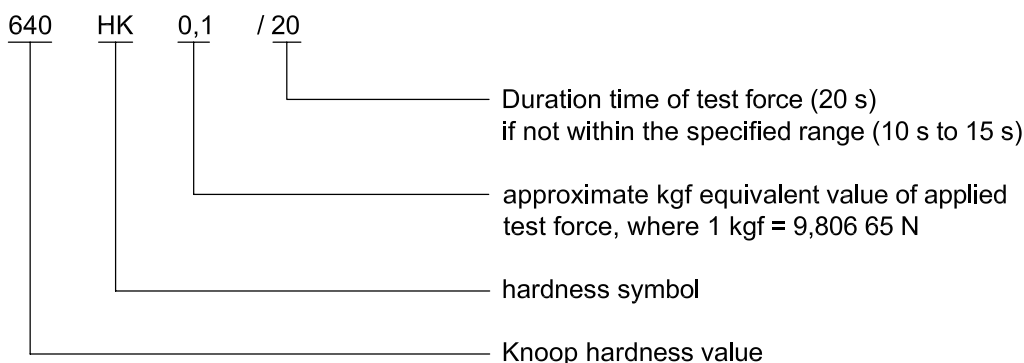 640 HK 0,1 / 20
Duration time of test force (20 s)
if not within the specified range (10 s to 15 s)
approximate kgf equivalent value of applied
test force, where 1 kgf = 9,806 65 N
hardness symbol
Knoop hardness value